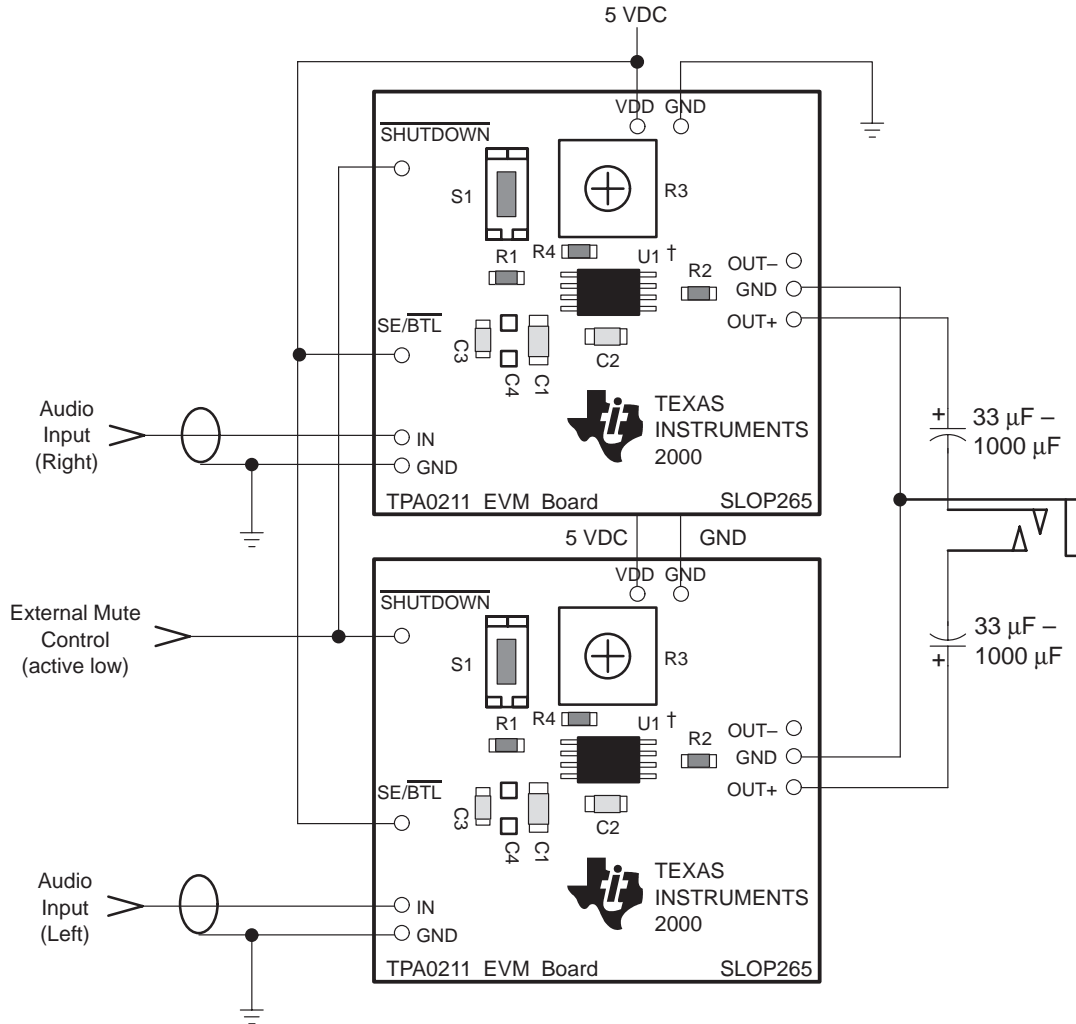 5 VDC
VDD GND
SHUTDOWN
S1
R3
R4
U1 †
R1
R2
OUT–
GND
OUT+
SE/BTL
C3
C4
C1
C2
Audio
Input
(Right)
IN
GND
TEXAS
INSTRUMENTS
2000
+
33 µF –
1000 µF
TPA0211 EVM Board
SLOP265
5 VDC
GND
VDD GND
SHUTDOWN
External Mute
Control
(active low)
S1
R3
33 µF –
1000 µF
+
R4
U1 †
R1
R2
OUT–
GND
OUT+
SE/BTL
C3
C4
C1
C2
Audio
Input
(Left)
IN
GND
TEXAS
INSTRUMENTS
2000
TPA0211 EVM Board
SLOP265